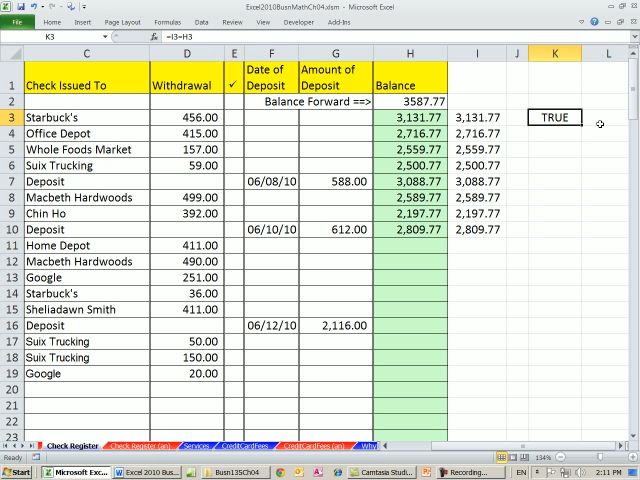 Excel2010BusnMathCh04.xlsm - Microsoft Excel
File Home Insert Page Layout Formulas Data Review View Developer Add-Ins
K3 fx =I3=H3
C D E F G H I J K L
1 Check Issued To Withdrawal ✓ Date of Deposit Amount of Deposit Balance
2 Balance Forward ==> 3587.77
3 Starbuck's 456.00 3,131.77 3,131.77 TRUE
4 Office Depot 415.00 2,716.77 2,716.77
5 Whole Foods Market 157.00 2,559.77 2,559.77
6 Suix Trucking 59.00 2,500.77 2,500.77
7 Deposit 06/08/10 588.00 3,088.77 3,088.77
8 Macbeth Hardwoods 499.00 2,589.77 2,589.77
9 Chin Ho 392.00 2,197.77 2,197.77
10 Deposit 06/10/10 612.00 2,809.77 2,809.77
11 Home Depot 411.00
12 Macbeth Hardwoods 490.00
13 Google 251.00
14 Starbuck's 36.00
15 Sheliadawn Smith 411.00
16 Deposit 06/12/10 2,116.00
17 Suix Trucking 50.00
18 Suix Trucking 150.00
19 Google 20.00
20
21
22
23
Check Register Check Register (an) Services CreditCardFees CreditCardFees (an) Why
Ready 134%
Start Microsoft Exc... Excel 2010 Bus... Busn135Ch04 Camtasia Studi... Recording... EN 2:11 PM